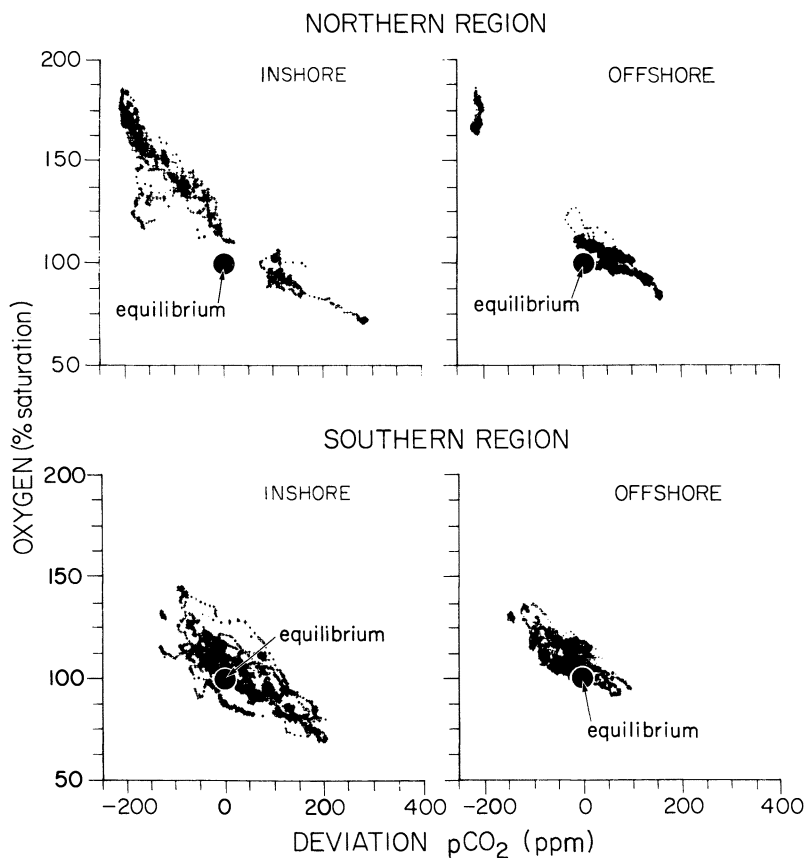 NORTHERN REGION
INSHORE
OFFSHORE
200
150
100
50
equilibrium
equilibrium
OXYGEN (% saturation)
SOUTHERN REGION
INSHORE
OFFSHORE
200
150
100
50
equilibrium
equilibrium
-200 0 200 400
-200 0 200 400
DEVIATION pCO₂ (ppm)